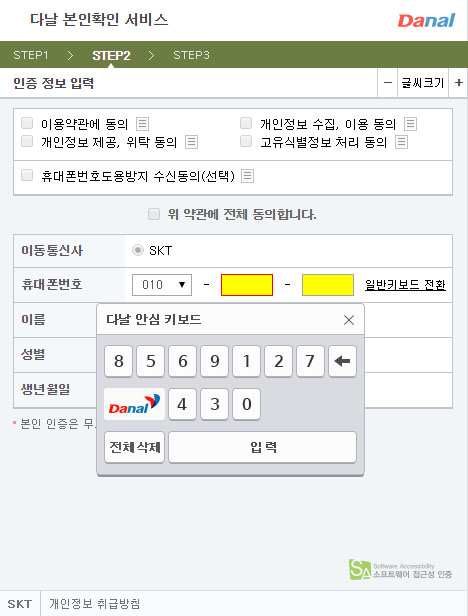 다날 본인확인 서비스 Danal
STEP1 > STEP2 > STEP3
인증 정보 입력 − 글씨크기 +
이용약관에 동의 개인정보 수집, 이용 동의
개인정보 제공, 위탁 동의 고유식별정보 처리 동의
휴대폰번호도용방지 수신동의(선택)
위 약관에 전체 동의합니다.
이동통신사 SKT
휴대폰번호 010 - - 일반키보드 전환
이름
다날 안심 키보드
성별
8 5 6 9 1 2 7
생년월일
Danal 4 3 0
* 본인 인증은 무
전체삭제 입력
Software Accessibility
SA 소프트웨어 접근성 인증
SKT 개인정보 취급방침